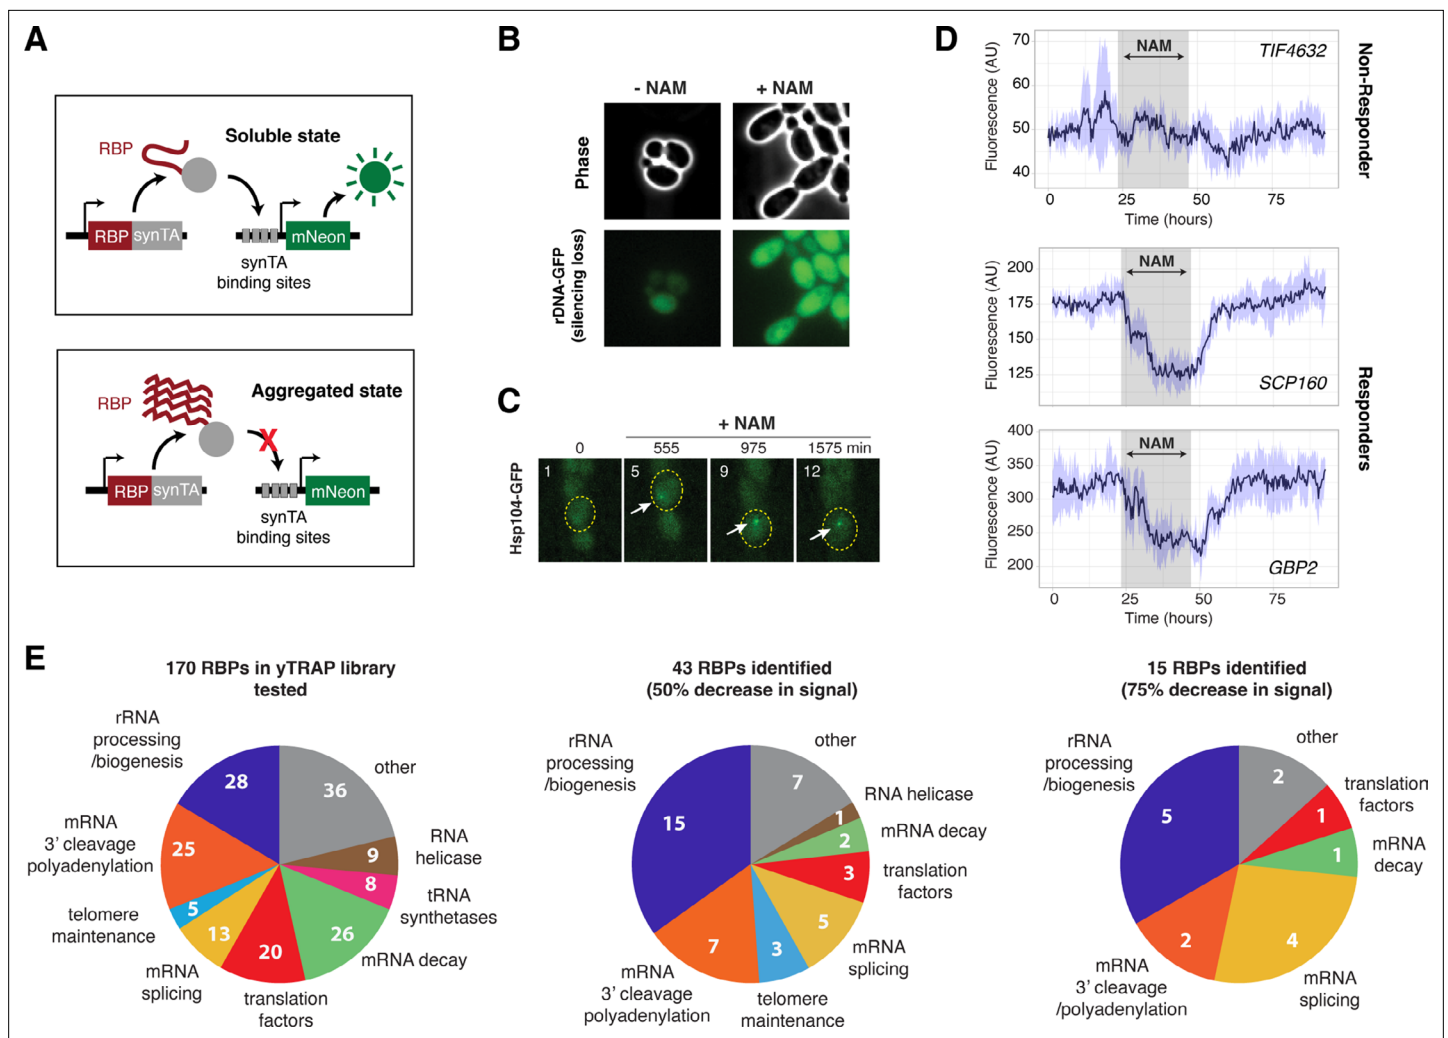 A
Soluble state
RBP
RBP
synTA
mNeon
synTA
binding sites
Aggregated state
RBP
X
RBP
synTA
mNeon
synTA
binding sites
B
- NAM
+ NAM
Phase
rDNA-GFP
(silencing loss)
C
+ NAM
0
555
975
1575 min
Hsp104-GFP
1
5
9
12
D
Fluorescence (AU)
70
60
50
40
NAM
TIF4632
0
25
50
75
Time (hours)
Non-Responder
Fluorescence (AU)
200
175
150
125
NAM
SCP160
Responders
Fluorescence (AU)
400
350
300
250
200
NAM
GBP2
0
25
50
75
Time (hours)
E
170 RBPs in yTRAP library
tested
rRNA
processing
/biogenesis
28
36
other
mRNA
3' cleavage
polyadenylation
25
9
RNA
helicase
8
tRNA
synthetases
telomere
maintenance
5
13
20
26
mRNA decay
mRNA
splicing
translation
factors
43 RBPs identified
(50% decrease in signal)
rRNA
processing
/biogenesis
15
7
other
1
RNA helicase
2
mRNA decay
3
translation
factors
5
mRNA
splicing
3
telomere
maintenance
7
mRNA
3' cleavage
polyadenylation
15 RBPs identified
(75% decrease in signal)
rRNA
processing
/biogenesis
5
2
other
1
translation
factors
1
mRNA
decay
4
mRNA
splicing
2
mRNA
3' cleavage
/polyadenylation